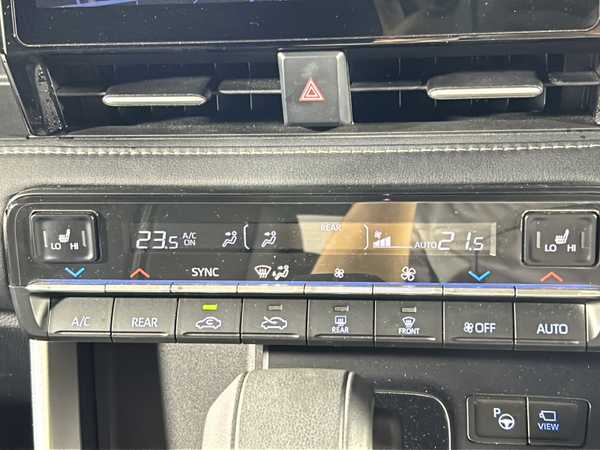 REAR
LO HI 23.5 A/C ON AUTO 21.5 LO HI
SYNC
A/C REAR REAR FRONT OFF AUTO
P VIEW